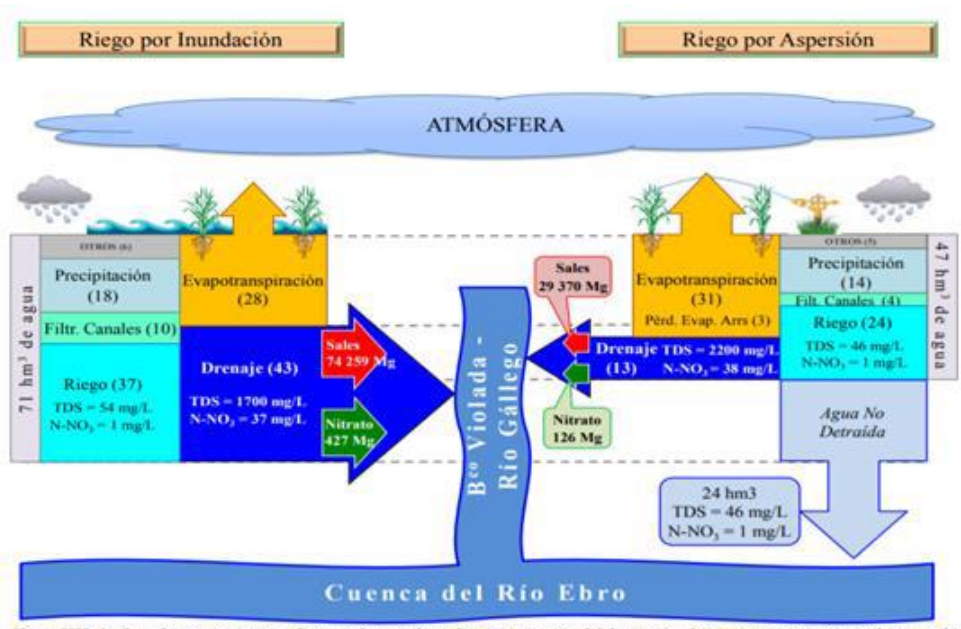 Riego por Inundación
Riego por Aspersión
ATMÓSFERA
71 hm³ de agua
OTROS (6)
Precipitación
(18)
Filtr. Canales (10)
Riego (37)
TDS = 54 mg/L
N-NO₃ = 1 mg/L
Evapotranspiración
(28)
Drenaje (43)
TDS = 1700 mg/L
N-NO₃ = 37 mg/L
Sales
74 259 Mg
Nitrato
427 Mg
Bᶜᵒ Violada -
Río Gállego
Sales
29 370 Mg
Nitrato
126 Mg
Evapotranspiración
(31)
Pérd. Evap. Arrs (3)
Drenaje TDS = 2200 mg/L
(13) N-NO₃ = 38 mg/L
OTROS (5)
Precipitación
(14)
Filt. Canales (4)
Riego (24)
TDS = 46 mg/L
N-NO₃ = 1 mg/L
47 hm³ de agua
Agua No
Detraída
24 hm3
TDS = 46 mg/L
N-NO₃ = 1 mg/L
Cuenca del Río Ebro